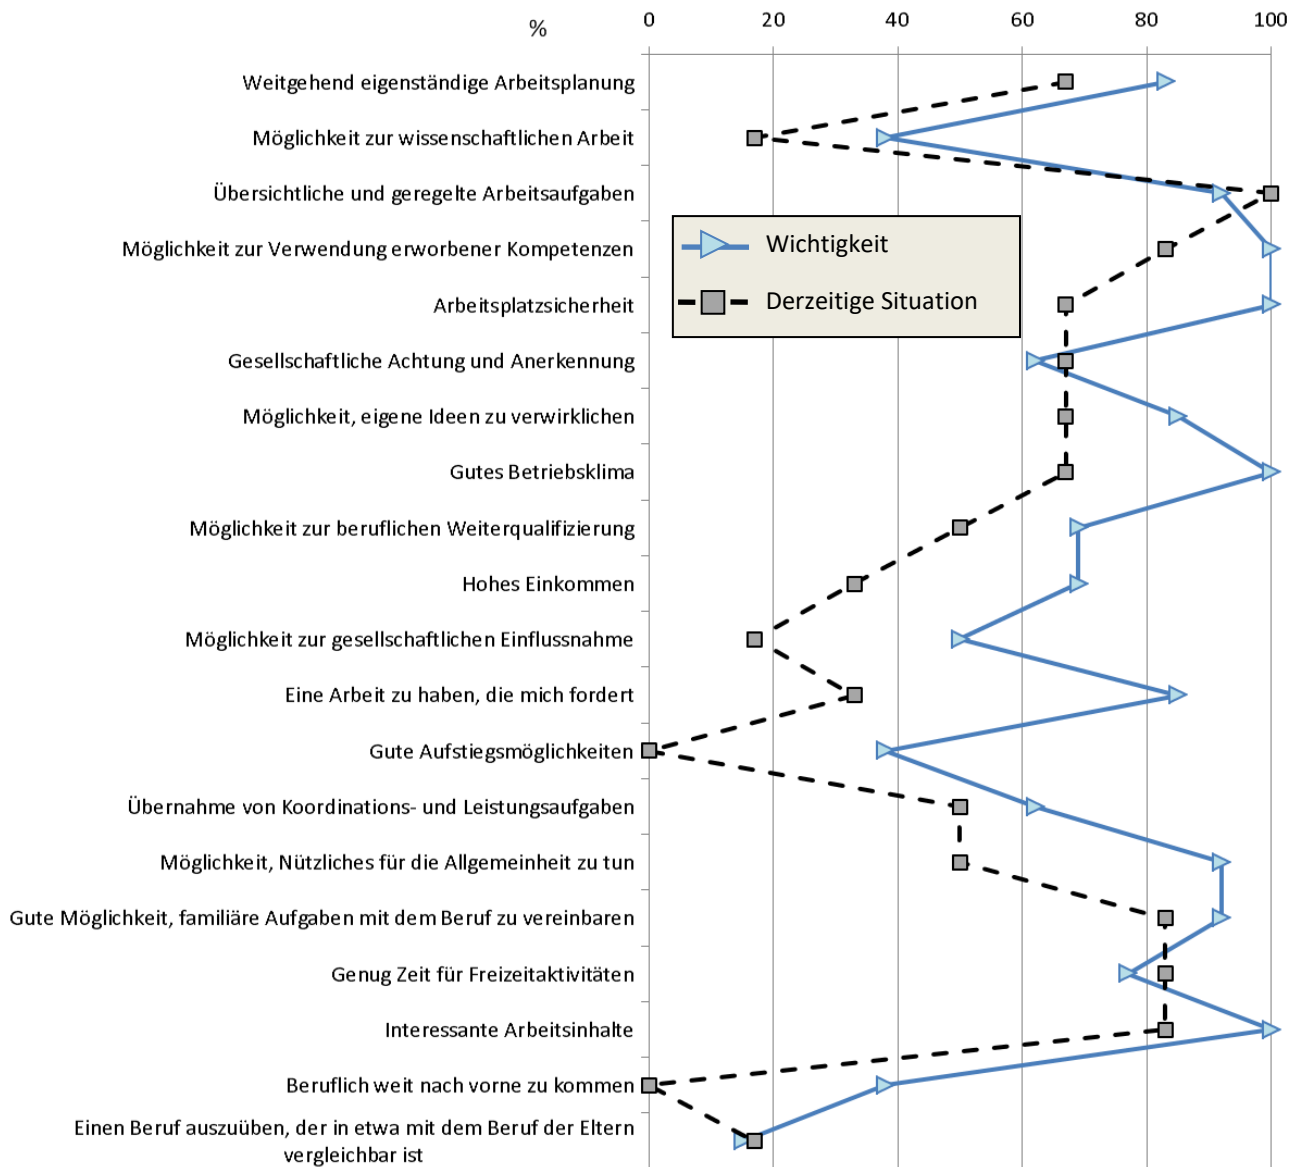 % 0 20 40 60 80 100
Weitgehend eigenständige Arbeitsplanung
Möglichkeit zur wissenschaftlichen Arbeit
Übersichtliche und geregelte Arbeitsaufgaben
Möglichkeit zur Verwendung erworbener Kompetenzen
Arbeitsplatzsicherheit
Gesellschaftliche Achtung und Anerkennung
Möglichkeit, eigene Ideen zu verwirklichen
Gutes Betriebsklima
Möglichkeit zur beruflichen Weiterqualifizierung
Hohes Einkommen
Möglichkeit zur gesellschaftlichen Einflussnahme
Eine Arbeit zu haben, die mich fordert
Gute Aufstiegsmöglichkeiten
Übernahme von Koordinations- und Leistungsaufgaben
Möglichkeit, Nützliches für die Allgemeinheit zu tun
Gute Möglichkeit, familiäre Aufgaben mit dem Beruf zu vereinbaren
Genug Zeit für Freizeitaktivitäten
Interessante Arbeitsinhalte
Beruflich weit nach vorne zu kommen
Einen Beruf auszuüben, der in etwa mit dem Beruf der Eltern
vergleichbar ist
Wichtigkeit
Derzeitige Situation